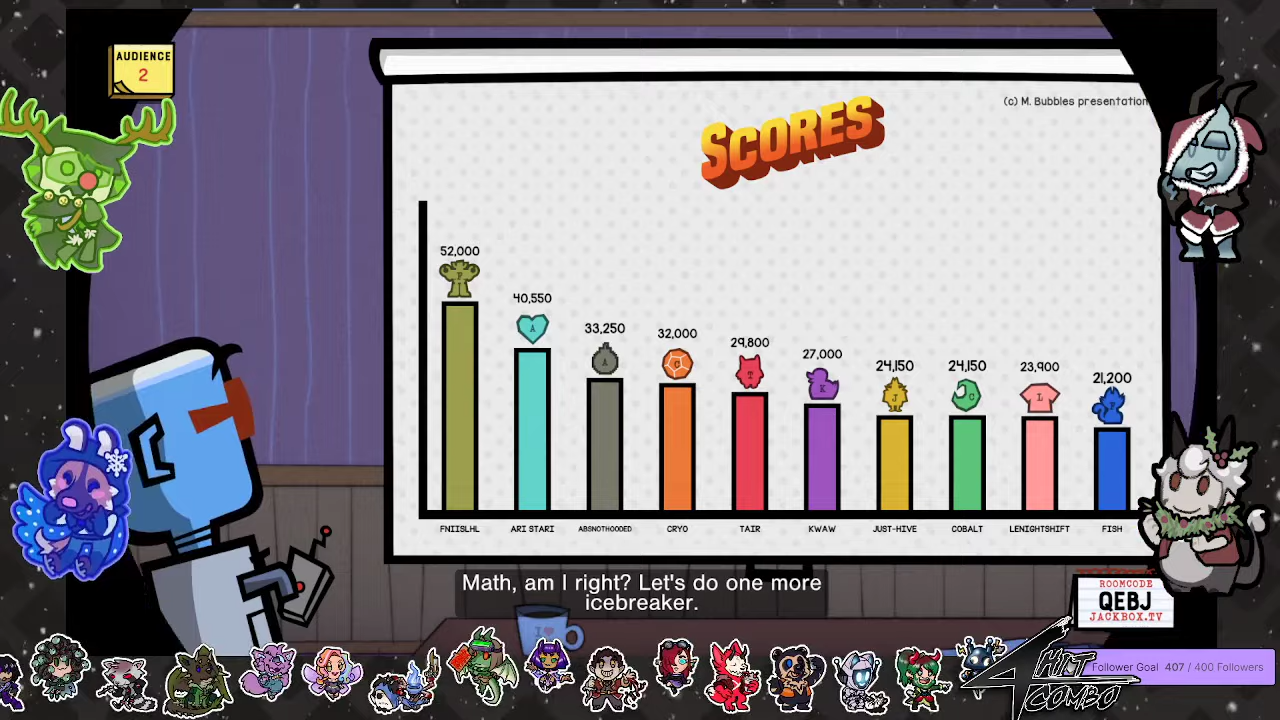 AUDIENCE
2
(c) M. Bubbles presentation
SCORES
52,000
40,550
33,250
32,000
29,800
27,000
24,150
24,150
23,900
21,200
F
A
A
C
T
K
J
C
L
F
FNIISLHL
ARI STARI
ABSNOTHOODED
CRYO
TAIR
KWAW
JUST-HIVE
COBALT
LENIGHTSHIFT
FISH
Math, am I right? Let's do one more
icebreaker.
ROOMCODE
QEBJ
JACKBOX.TV
4 HIT
COMBO
Follower Goal 407 / 400 Followers